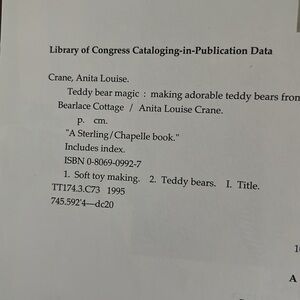 Library of Congress Cataloging-in-Publication Data
Crane, Anita Louise.
Teddy bear magic : making adorable teddy bears from
Bearlace Cottage / Anita Louise Crane.
p. cm.
"A Sterling/Chapelle book."
Includes index.
ISBN 0-8069-0992-7
1. Soft toy making. 2. Teddy bears. I. Title.
TT174.3.C73 1995
745.592'4—dc20
A